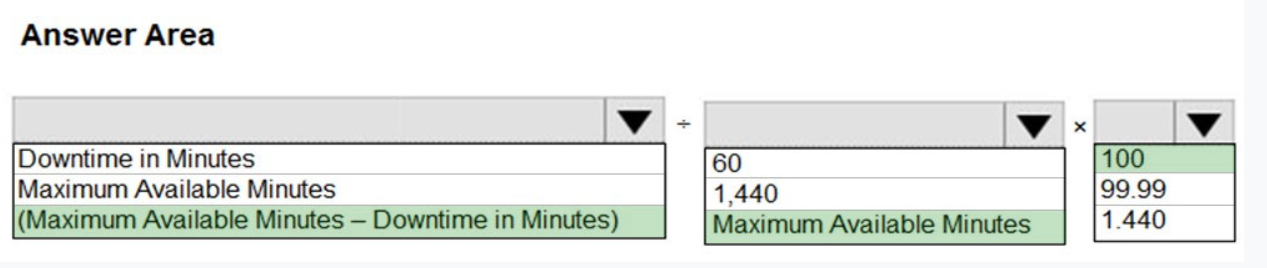 Answer Area
÷ ×
Downtime in Minutes
Maximum Available Minutes
(Maximum Available Minutes – Downtime in Minutes)
60
1,440
Maximum Available Minutes
100
99.99
1.440